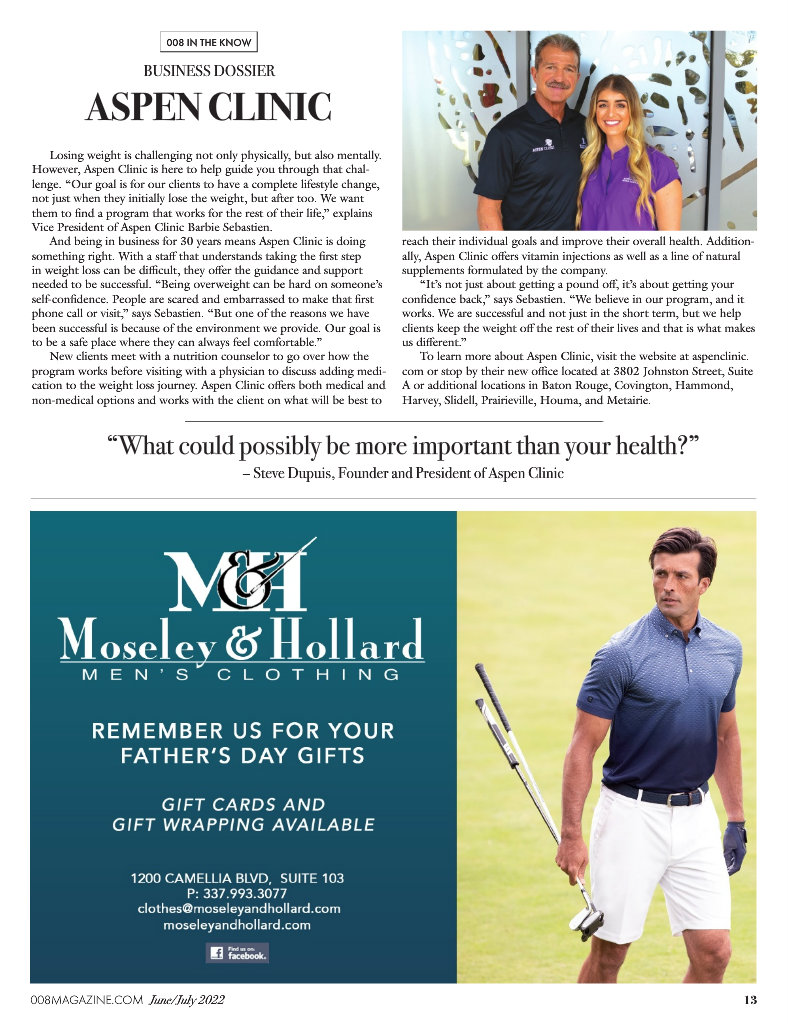 008 IN THE KNOW
BUSINESS DOSSIER
ASPEN CLINIC
Losing weight is challenging not only physically, but also mentally.
However, Aspen Clinic is here to help guide you through that chal-
lenge. “Our goal is for our clients to have a complete lifestyle change,
not just when they initially lose the weight, but after too. We want
them to find a program that works for the rest of their life,” explains
Vice President of Aspen Clinic Barbie Sebastien.
And being in business for 30 years means Aspen Clinic is doing
something right. With a staff that understands taking the first step
in weight loss can be difficult, they offer the guidance and support
needed to be successful. “Being overweight can be hard on someone’s
self-confidence. People are scared and embarrassed to make that first
phone call or visit,” says Sebastien. “But one of the reasons we have
been successful is because of the environment we provide. Our goal is
to be a safe place where they can always feel comfortable.”
New clients meet with a nutrition counselor to go over how the
program works before visiting with a physician to discuss adding medi-
cation to the weight loss journey. Aspen Clinic offers both medical and
non-medical options and works with the client on what will be best to
ASPEN CLINIC
reach their individual goals and improve their overall health. Addition-
ally, Aspen Clinic offers vitamin injections as well as a line of natural
supplements formulated by the company.
“It’s not just about getting a pound off, it’s about getting your
confidence back,” says Sebastien. “We believe in our program, and it
works. We are successful and not just in the short term, but we help
clients keep the weight off the rest of their lives and that is what makes
us different.”
To learn more about Aspen Clinic, visit the website at aspenclinic.
com or stop by their new office located at 3802 Johnston Street, Suite
A or additional locations in Baton Rouge, Covington, Hammond,
Harvey, Slidell, Prairieville, Houma, and Metairie.
“What could possibly be more important than your health?”
– Steve Dupuis, Founder and President of Aspen Clinic
M&H
Moseley & Hollard
MEN’S CLOTHING
REMEMBER US FOR YOUR
FATHER’S DAY GIFTS
GIFT CARDS AND
GIFT WRAPPING AVAILABLE
1200 CAMELLIA BLVD, SUITE 103
P: 337.993.3077
clothes@moseleyandhollard.com
moseleyandhollard.com
f Find us on:
facebook.
008MAGAZINE.COM June/July 2022
13